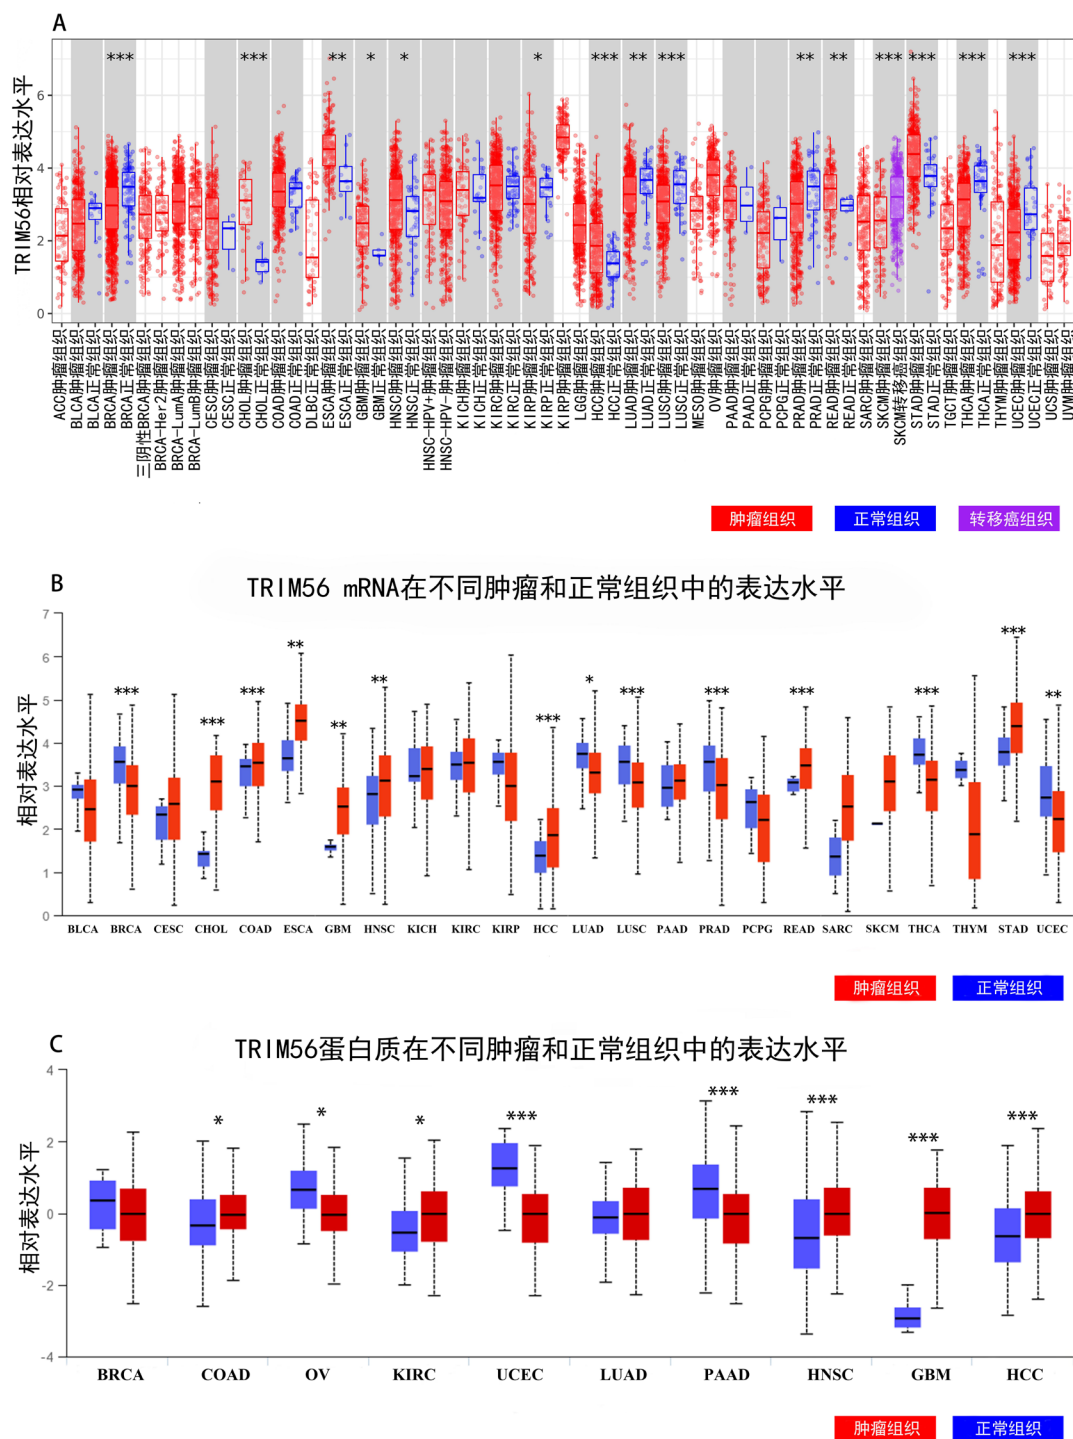 A
*** *** ** * * * *** ** *** ** ** *** *** *** ***
TRIM56相对表达水平
6
4
2
0
ACC肿瘤组织
BLCA肿瘤组织
BLCA正常组织
BRCA肿瘤组织
BRCA正常组织
三阴性BRCA肿瘤组织
BRCA-Her2肿瘤组织
BRCA-LumA肿瘤组织
BRCA-LumB肿瘤组织
CESC肿瘤组织
CESC正常组织
CHOL肿瘤组织
CHOL正常组织
COAD肿瘤组织
COAD正常组织
DLBC肿瘤组织
ESCA肿瘤组织
ESCA正常组织
GBM肿瘤组织
GBM正常组织
HNSC肿瘤组织
HNSC正常组织
HNSC-HPV+肿瘤组织
HNSC-HPV-肿瘤组织
KICH肿瘤组织
KICH正常组织
KIRC肿瘤组织
KIRC正常组织
KIRP肿瘤组织
KIRP正常组织
KIRP肿瘤组织
LGG肿瘤组织
HCC肿瘤组织
HCC正常组织
LUAD肿瘤组织
LUAD正常组织
LUSC肿瘤组织
LUSC正常组织
MESO肿瘤组织
OV肿瘤组织
PAAD肿瘤组织
PAAD正常组织
PCPG肿瘤组织
PCPG正常组织
PRAD肿瘤组织
PRAD正常组织
READ肿瘤组织
READ正常组织
SARC肿瘤组织
SKCM肿瘤组织
SKCM转移癌组织
STAD肿瘤组织
STAD正常组织
TGCT肿瘤组织
THCA肿瘤组织
THCA正常组织
THYM肿瘤组织
UCEC肿瘤组织
UCEC正常组织
UCS肿瘤组织
UVM肿瘤组织
肿瘤组织 正常组织 转移癌组织
B
TRIM56 mRNA在不同肿瘤和正常组织中的表达水平
相对表达水平
7
6
5
4
3
2
1
0
*** *** *** ** ** ** *** * *** *** *** *** *** **
BLCA BRCA CESC CHOL COAD ESCA GBM HNSC KICH KIRC KIRP HCC LUAD LUSC PAAD PRAD PCPG READ SARC SKCM THCA THYM STAD UCEC
肿瘤组织 正常组织
C
TRIM56蛋白质在不同肿瘤和正常组织中的表达水平
相对表达水平
4
2
0
-2
-4
* * * *** *** *** *** ***
BRCA COAD OV KIRC UCEC LUAD PAAD HNSC GBM HCC
肿瘤组织 正常组织